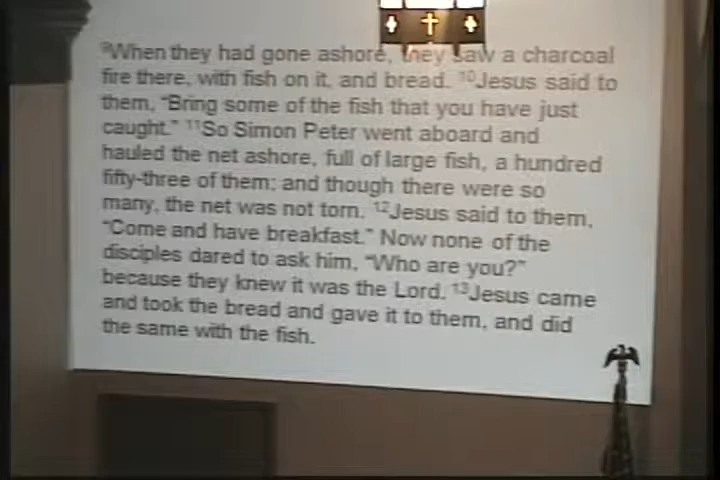 ⁹When they had gone ashore, they saw a charcoal
fire there, with fish on it, and bread. ¹⁰Jesus said to
them, “Bring some of the fish that you have just
caught.” ¹¹So Simon Peter went aboard and
hauled the net ashore, full of large fish, a hundred
fifty-three of them; and though there were so
many, the net was not torn. ¹²Jesus said to them,
“Come and have breakfast.” Now none of the
disciples dared to ask him, “Who are you?”
because they knew it was the Lord. ¹³Jesus came
and took the bread and gave it to them, and did
the same with the fish.